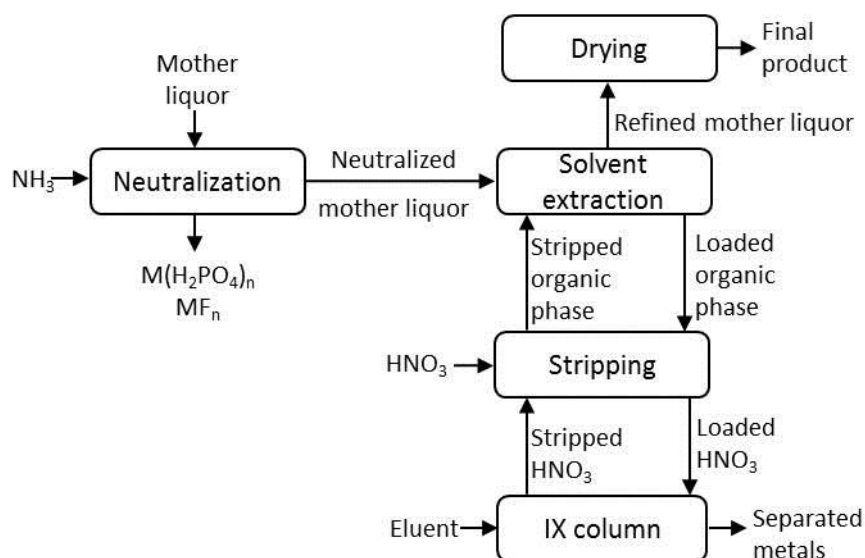 Drying
Final
product
Mother
liquor
Refined mother liquor
NH₃
Neutralization
Neutralized
mother liquor
Solvent
extraction
M(H₂PO₄)ₙ
MFₙ
Stripped
organic
phase
Loaded
organic
phase
HNO₃
Stripping
Stripped
HNO₃
Loaded
HNO₃
Eluent
IX column
Separated
metals